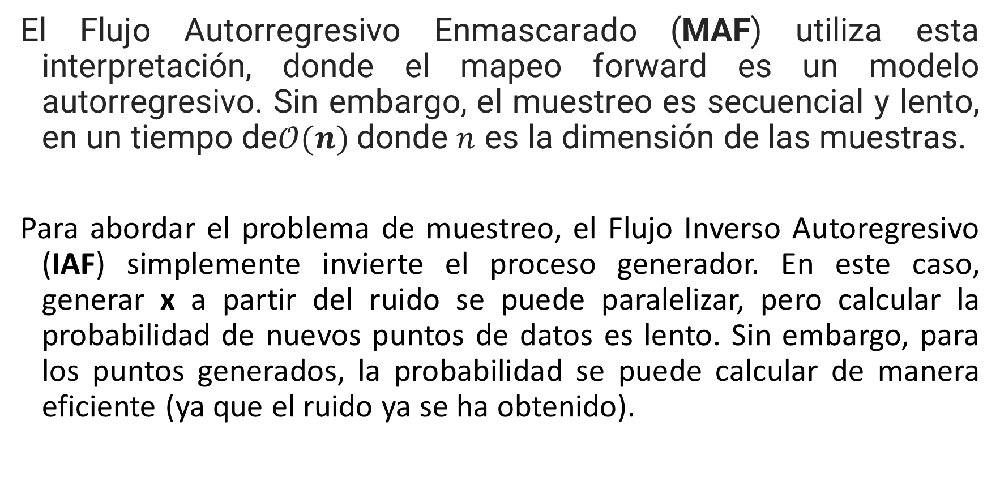 El Flujo Autorregresivo Enmascarado (MAF) utiliza esta
interpretación, donde el mapeo forward es un modelo
autorregresivo. Sin embargo, el muestreo es secuencial y lento,
en un tiempo de𝒪(𝒏) donde 𝑛 es la dimensión de las muestras.
Para abordar el problema de muestreo, el Flujo Inverso Autoregresivo
(IAF) simplemente invierte el proceso generador. En este caso,
generar x a partir del ruido se puede paralelizar, pero calcular la
probabilidad de nuevos puntos de datos es lento. Sin embargo, para
los puntos generados, la probabilidad se puede calcular de manera
eficiente (ya que el ruido ya se ha obtenido).